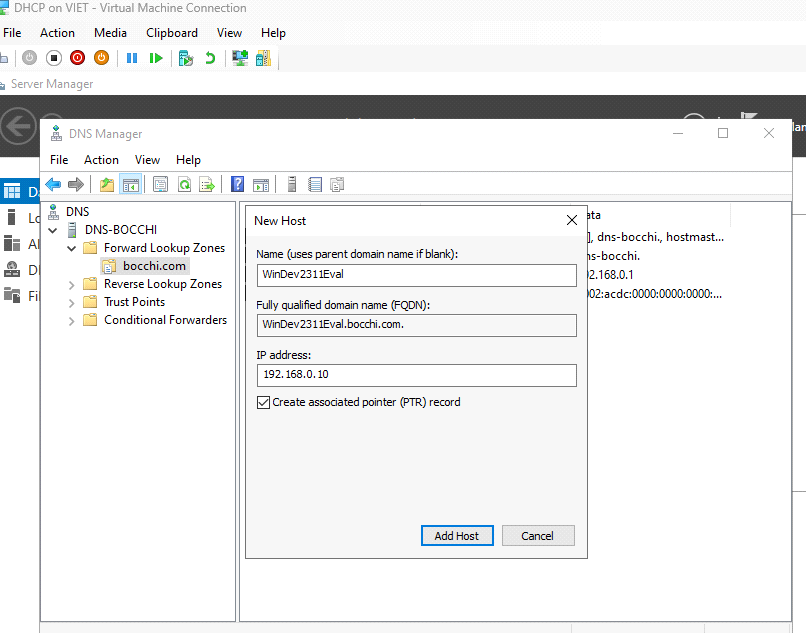 DHCP on VIET - Virtual Machine Connection
File Action Media Clipboard View Help
Server Manager
DNS Manager
File Action View Help
DNS
DNS-BOCCHI
Forward Lookup Zones
bocchi.com
Reverse Lookup Zones
Trust Points
Conditional Forwarders
New Host
Name (uses parent domain name if blank):
WinDev2311Eval
Fully qualified domain name (FQDN):
WinDev2311Eval.bocchi.com.
IP address:
192.168.0.10
Create associated pointer (PTR) record
Add Host Cancel
ata
], dns-bocchi., hostmast...
ns-bocchi.
92.168.0.1
002:acdc:0000:0000:0000:...